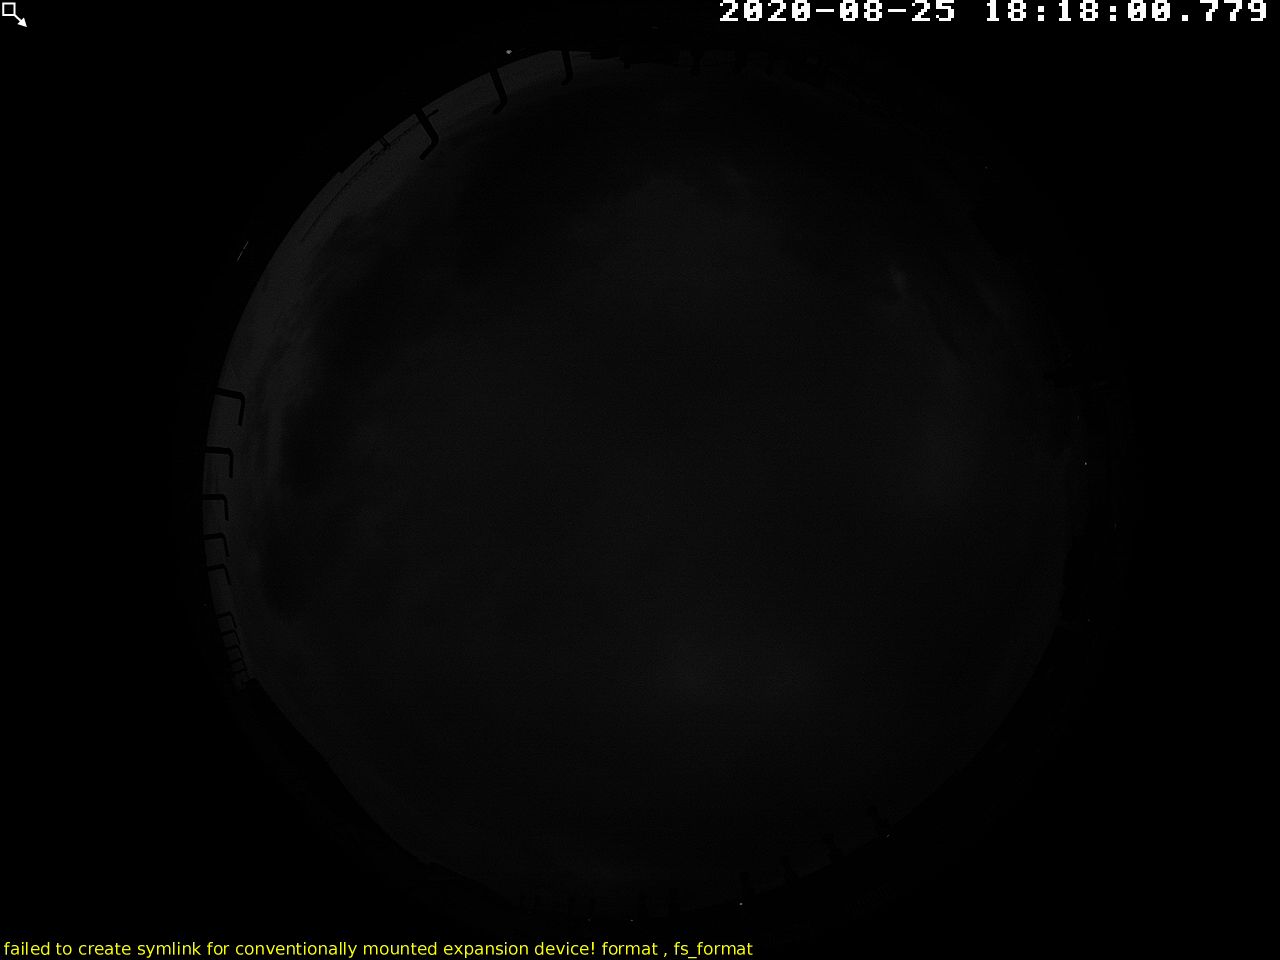 2020-08-25 18:18:00.779
failed to create symlink for conventionally mounted expansion device! format , fs_format